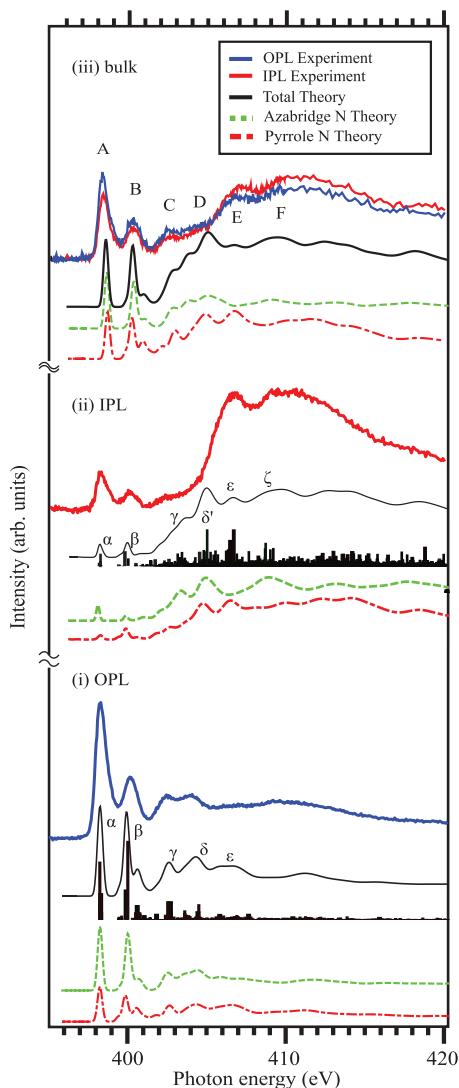 (iii) bulk
OPL Experiment
IPL Experiment
Total Theory
Azabridge N Theory
Pyrrole N Theory
A
B
C
D
E
F
(ii) IPL
α
β
γ
δ'
ε
ζ
(i) OPL
α
β
γ
δ
ε
Intensity (arb. units)
400
410
420
Photon energy (eV)